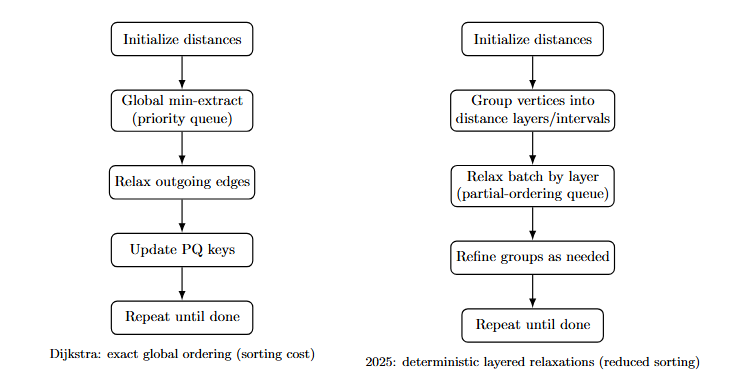 Initialize distances
Global min-extract
(priority queue)
Relax outgoing edges
Update PQ keys
Repeat until done
Dijkstra: exact global ordering (sorting cost)
Initialize distances
Group vertices into
distance layers/intervals
Relax batch by layer
(partial-ordering queue)
Refine groups as needed
Repeat until done
2025: deterministic layered relaxations (reduced sorting)